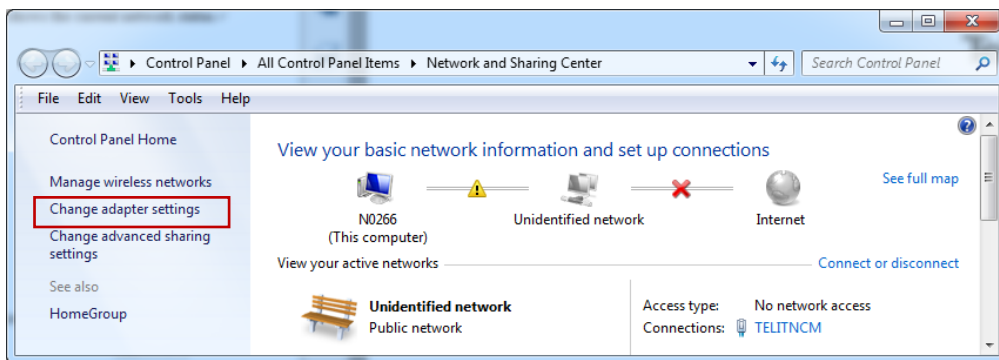 Control Panel ▸ All Control Panel Items ▸ Network and Sharing Center
Search Control Panel
File Edit View Tools Help
Control Panel Home
Manage wireless networks
Change adapter settings
Change advanced sharing
settings
See also
HomeGroup
View your basic network information and set up connections
See full map
N0266
(This computer)
Unidentified network
Internet
View your active networks
Connect or disconnect
Unidentified network
Public network
Access type: No network access
Connections: TELITNCM